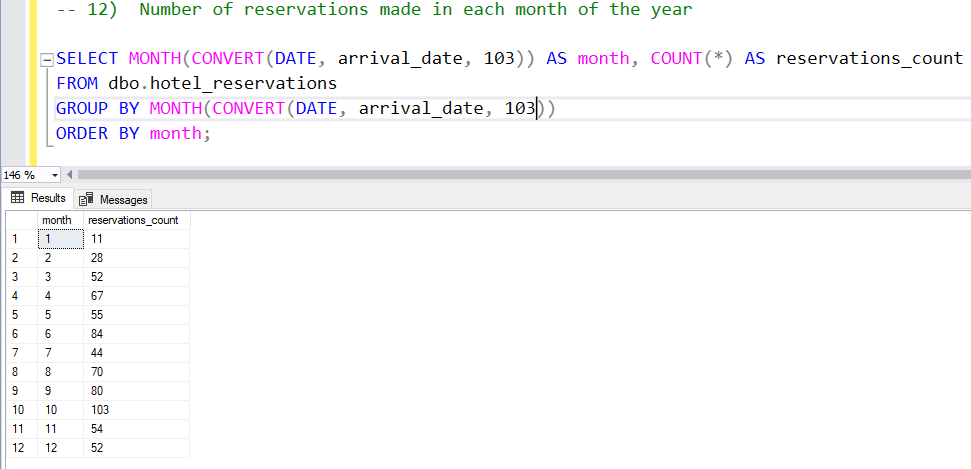 -- 12)  Number of reservations made in each month of the year
SELECT MONTH(CONVERT(DATE, arrival_date, 103)) AS month, COUNT(*) AS reservations_count
FROM dbo.hotel_reservations
GROUP BY MONTH(CONVERT(DATE, arrival_date, 103))
ORDER BY month;
146 %
Results Messages
month reservations_count
1 1 11
2 2 28
3 3 52
4 4 67
5 5 55
6 6 84
7 7 44
8 8 70
9 9 80
10 10 103
11 11 54
12 12 52